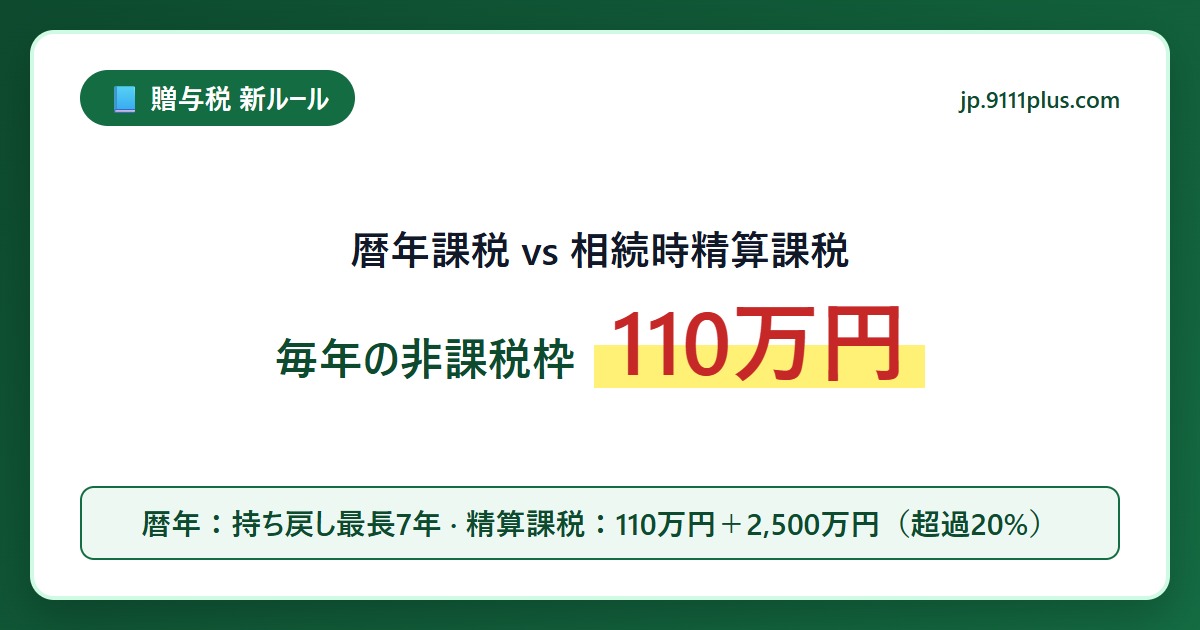 📘 贈与税 新ルール
jp.9111plus.com
暦年課税 vs 相続時精算課税
毎年の非課税枠 110万円
暦年：持ち戻し最長7年 · 精算課税：110万円＋2,500万円（超過20%）